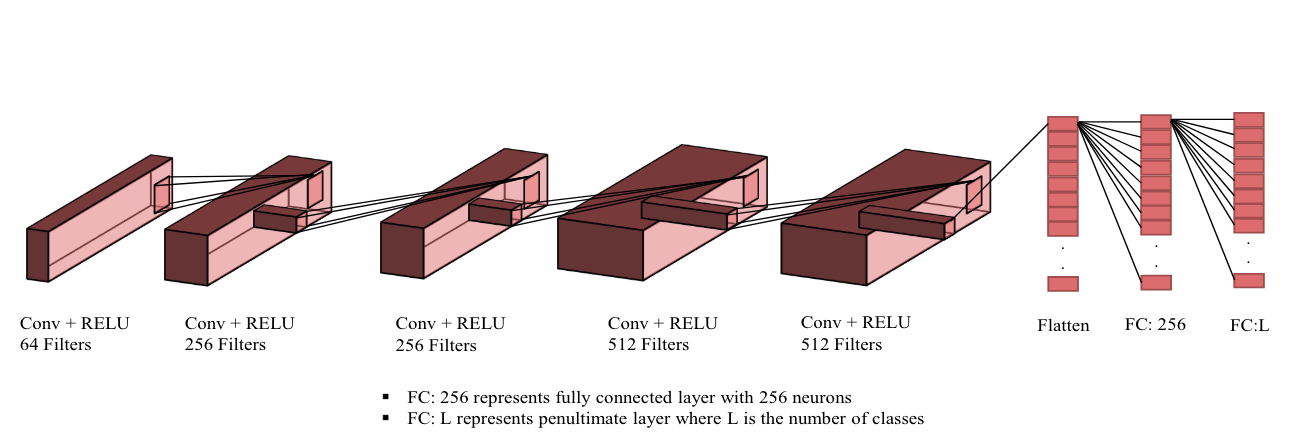 Conv + RELU
64 Filters
Conv + RELU
256 Filters
Conv + RELU
256 Filters
Conv + RELU
512 Filters
Conv + RELU
512 Filters
Flatten
FC: 256
FC:L
▪ FC: 256 represents fully connected layer with 256 neurons
▪ FC: L represents penultimate layer where L is the number of classes